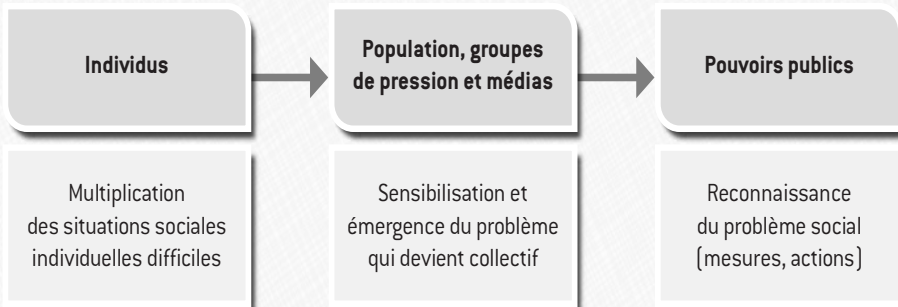 Individus
Population, groupes
de pression et médias
Pouvoirs publics
Multiplication
des situations sociales
individuelles difficiles
Sensibilisation et
émergence du problème
qui devient collectif
Reconnaissance
du problème social
(mesures, actions)